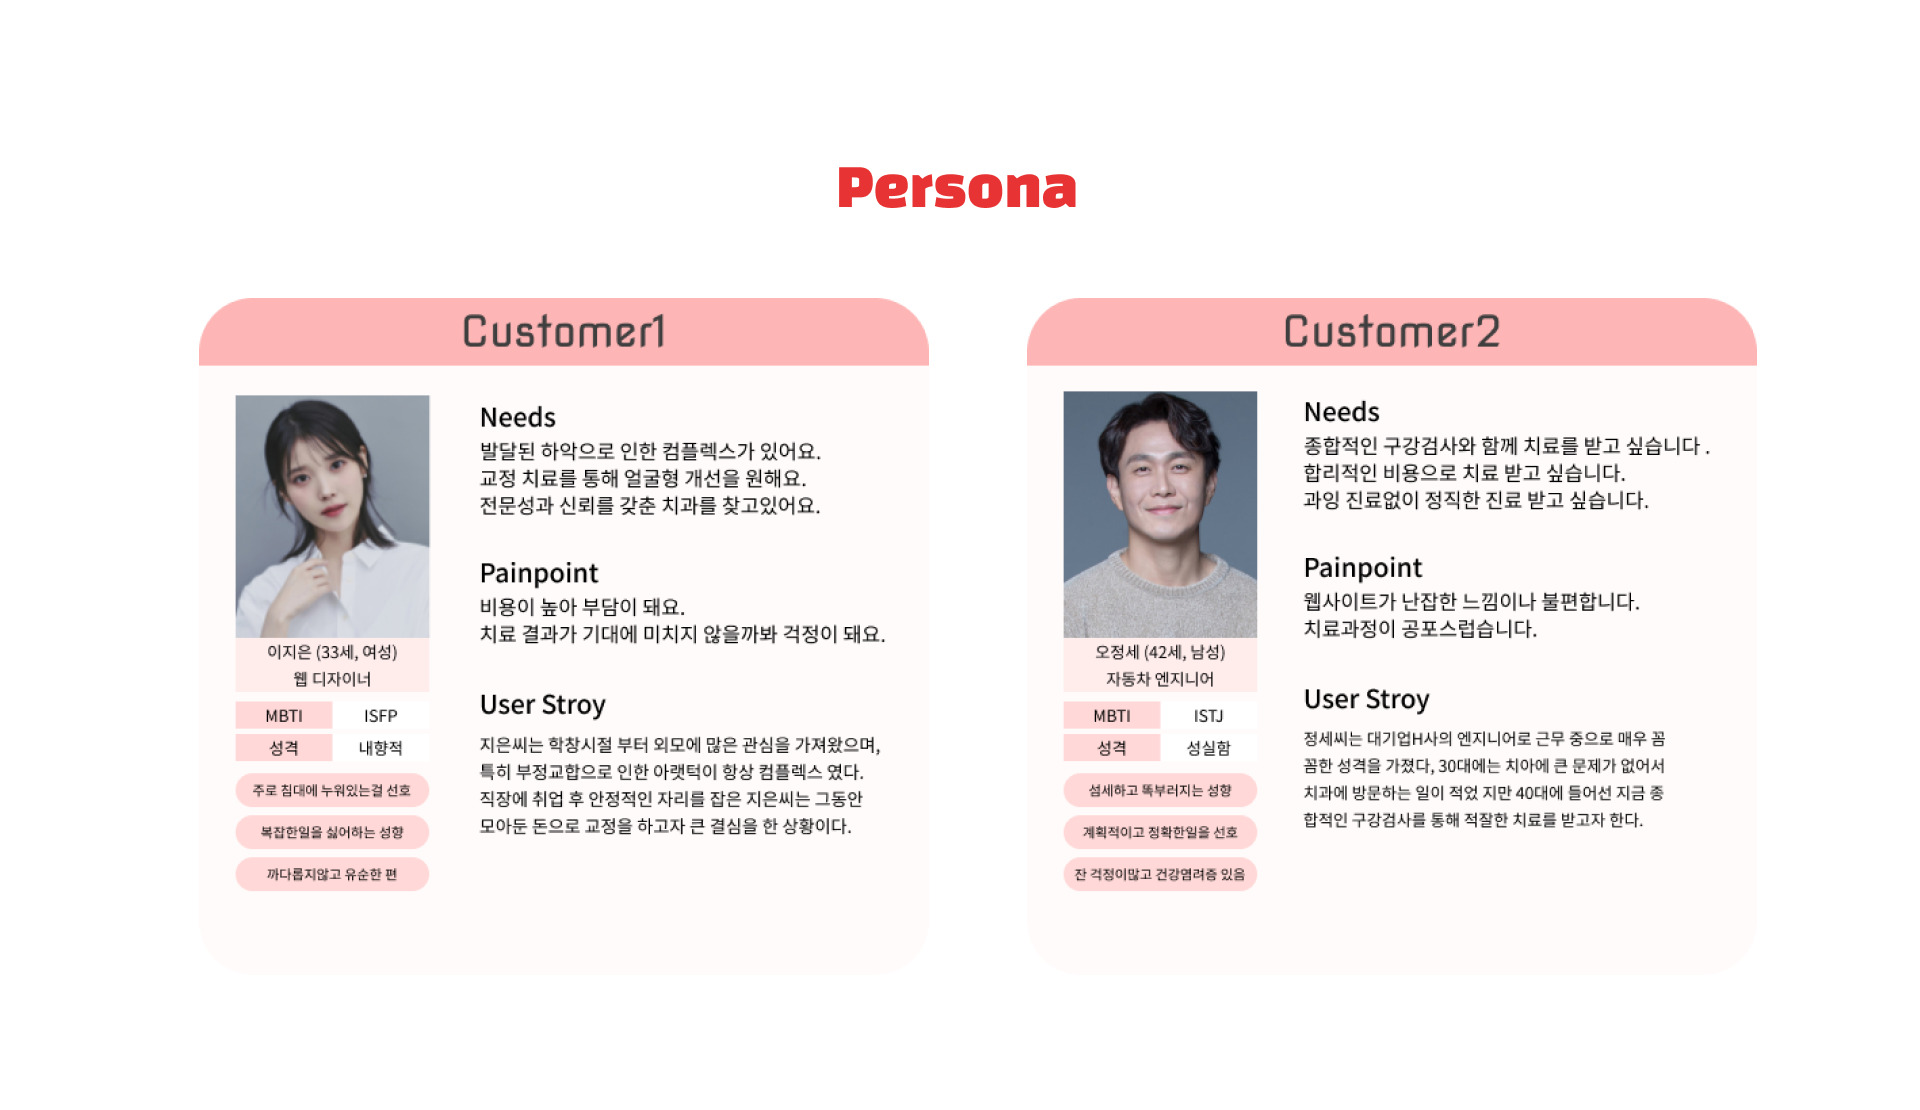 Persona
Customer1
이지은 (33세, 여성)
웹 디자이너
MBTI ISFP
성격 내향적
주로 침대에 누워있는걸 선호
복잡한일을 싫어하는 성향
까다롭지않고 유순한 편
Needs
발달된 하악으로 인한 컴플렉스가 있어요.
교정 치료를 통해 얼굴형 개선을 원해요.
전문성과 신뢰를 갖춘 치과를 찾고있어요.
Painpoint
비용이 높아 부담이 돼요.
치료 결과가 기대에 미치지 않을까봐 걱정이 돼요.
User Stroy
지은씨는 학창시절 부터 외모에 많은 관심을 가져왔으며,
특히 부정교합으로 인한 아랫턱이 항상 컴플렉스 였다.
직장에 취업 후 안정적인 자리를 잡은 지은씨는 그동안
모아둔 돈으로 교정을 하고자 큰 결심을 한 상황이다.
Customer2
오정세 (42세, 남성)
자동차 엔지니어
MBTI ISTJ
성격 성실함
섬세하고 똑부러지는 성향
계획적이고 정확한일을 선호
잔 걱정이많고 건강염려증 있음
Needs
종합적인 구강검사와 함께 치료를 받고 싶습니다 .
합리적인 비용으로 치료 받고 싶습니다.
과잉 진료없이 정직한 진료 받고 싶습니다.
Painpoint
웹사이트가 난잡한 느낌이나 불편합니다.
치료과정이 공포스럽습니다.
User Stroy
정세씨는 대기업H사의 엔지니어로 근무 중으로 매우 꼼
꼼한 성격을 가졌다, 30대에는 치아에 큰 문제가 없어서
치과에 방문하는 일이 적었 지만 40대에 들어선 지금 종
합적인 구강검사를 통해 적잘한 치료를 받고자 한다.